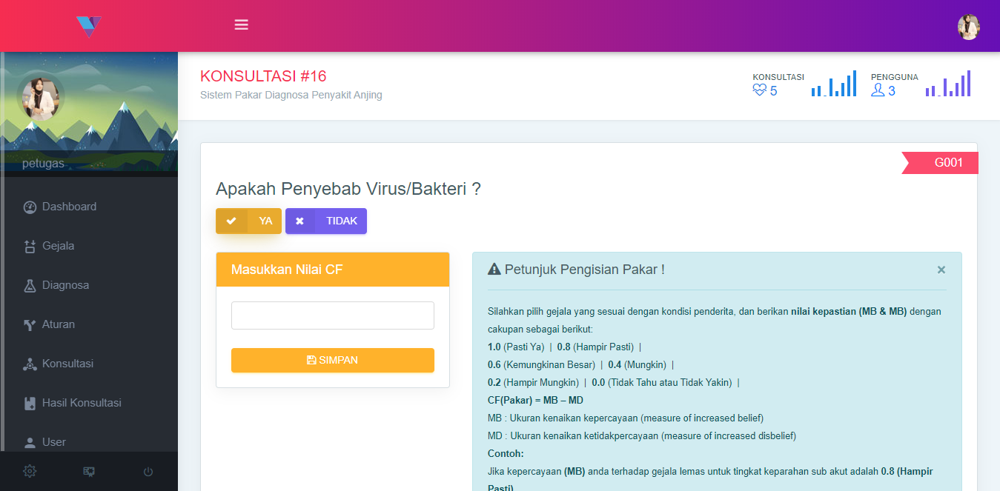 KONSULTASI #16
Sistem Pakar Diagnosa Penyakit Anjing
KONSULTASI
5
PENGGUNA
3
petugas
Dashboard
Gejala
Diagnosa
Aturan
Konsultasi
Hasil Konsultasi
User
G001
Apakah Penyebab Virus/Bakteri ?
YA
TIDAK
Masukkan Nilai CF
SIMPAN
Petunjuk Pengisian Pakar !
×
Silahkan pilih gejala yang sesuai dengan kondisi penderita, dan berikan nilai kepastian (MB & MB) dengan
cakupan sebagai berikut:
1.0 (Pasti Ya) | 0.8 (Hampir Pasti) |
0.6 (Kemungkinan Besar) | 0.4 (Mungkin) |
0.2 (Hampir Mungkin) | 0.0 (Tidak Tahu atau Tidak Yakin) |
CF(Pakar) = MB – MD
MB : Ukuran kenaikan kepercayaan (measure of increased belief)
MD : Ukuran kenaikan ketidakpercayaan (measure of increased disbelief)
Contoh:
Jika kepercayaan (MB) anda terhadap gejala lemas untuk tingkat keparahan sub akut adalah 0.8 (Hampir
Pasti)